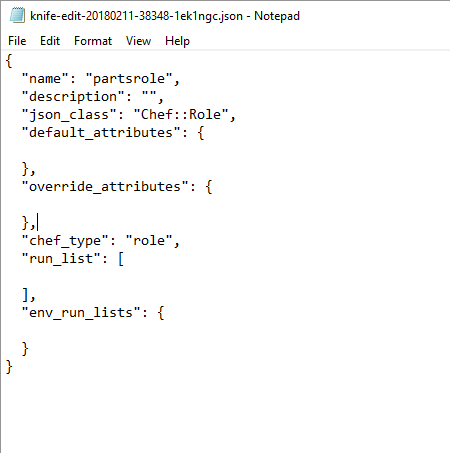 knife-edit-20180211-38348-1ek1ngc.json - Notepad
File Edit Format View Help
{
  "name": "partsrole",
  "description": "",
  "json_class": "Chef::Role",
  "default_attributes": {

  },
  "override_attributes": {

  },
  "chef_type": "role",
  "run_list": [

  ],
  "env_run_lists": {

  }
}